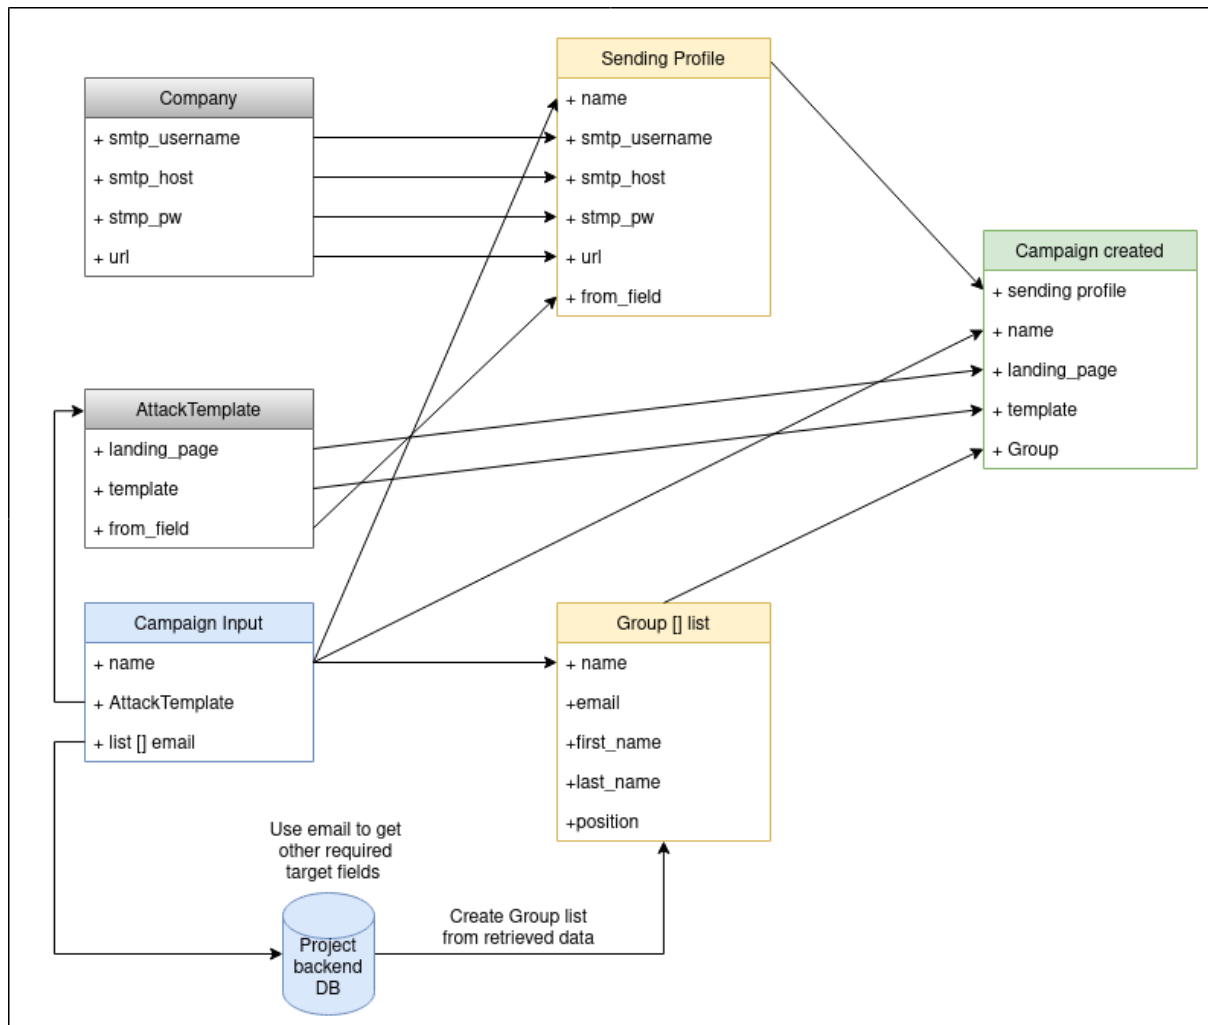 Company
+ smtp_username
+ smtp_host
+ stmp_pw
+ url
Sending Profile
+ name
+ smtp_username
+ smtp_host
+ stmp_pw
+ url
+ from_field
Campaign created
+ sending profile
+ name
+ landing_page
+ template
+ Group
AttackTemplate
+ landing_page
+ template
+ from_field
Campaign Input
+ name
+ AttackTemplate
+ list [] email
Group [] list
+ name
+email
+first_name
+last_name
+position
Use email to get
other required
target fields
Project
backend
DB
Create Group list
from retrieved data